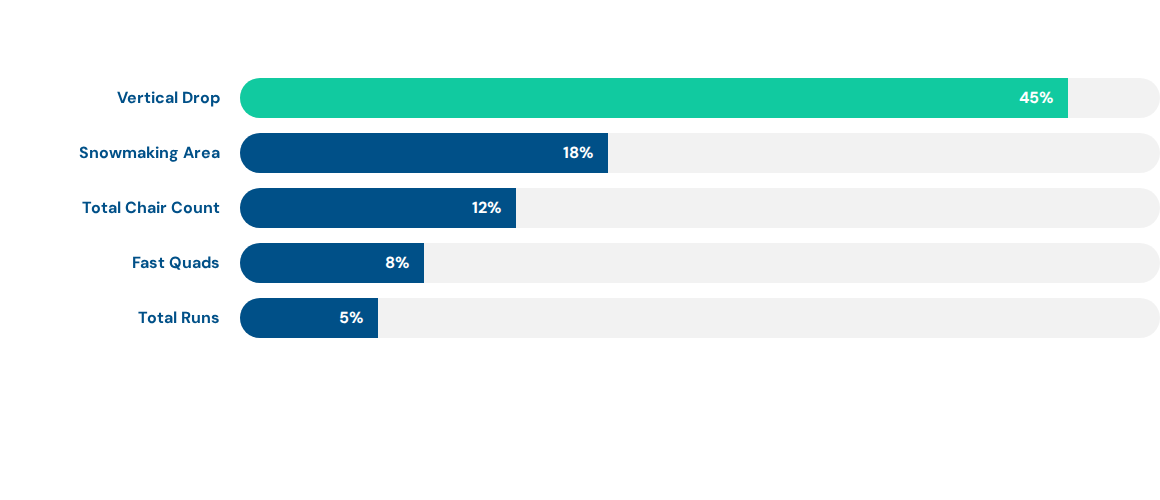 Vertical Drop 45%
Snowmaking Area 18%
Total Chair Count 12%
Fast Quads 8%
Total Runs 5%